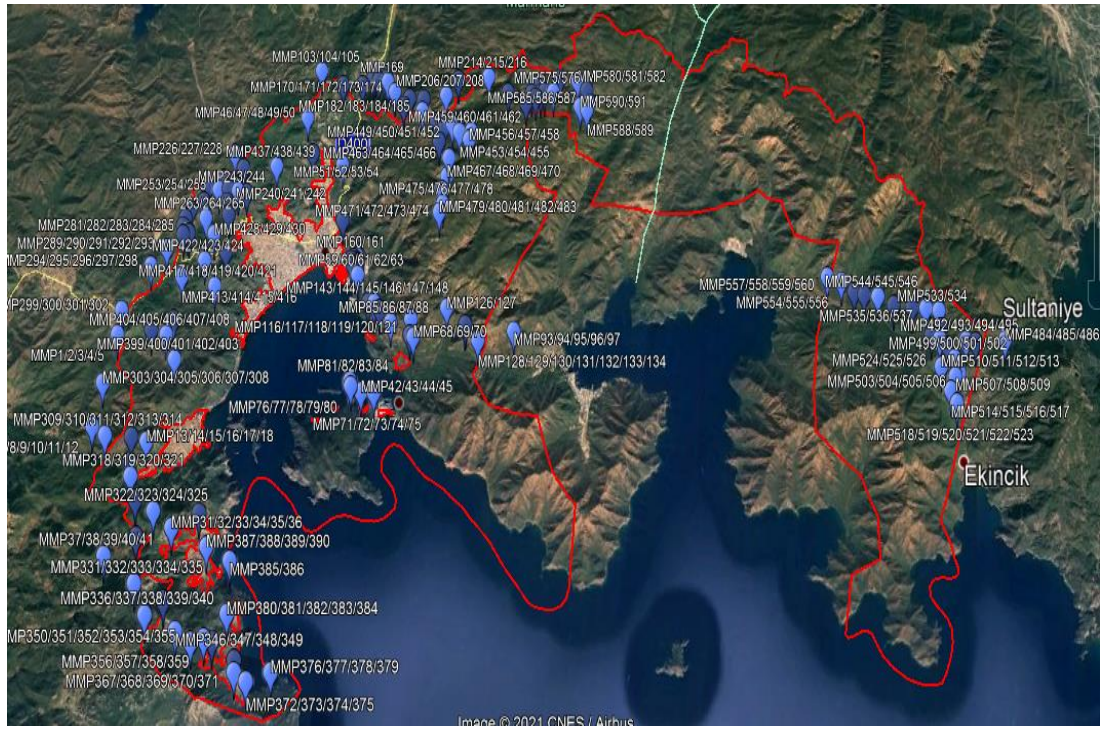 Marmaris
MMP103/104/105
MMP169
MMP214/215/216
MMP170/171/172/173/174
MMP206/207/208
MMP575/576
MMP580/581/582
MMP46/47/48/49/50
MMP182/183/184/185
MMP585/586/587
MMP590/591
MMP459/460/461/462
MMP449/450/451/452
MMP456/457/458
MMP588/589
D400
MMP226/227/228
MMP437/438/439
MMP463/464/465/466
MMP453/454/455
MMP243/244
MMP51/52/53/54
MMP467/468/469/470
MMP253/254/255
MMP240/241/242
MMP475/476/477/478
MMP263/264/265
MMP471/472/473/474
MMP479/480/481/482/483
MMP281/282/283/284/285
MMP428/429/430
MMP289/290/291/292/293
MMP422/423/424
MMP160/161
MMP294/295/296/297/298
MMP59/60/61/62/63
MMP417/418/419/420/421
MMP143/144/145/146/147/148
MMP557/558/559/560
MMP544/545/546
MMP299/300/301/302
MMP413/414/415/416
MMP85/86/87/88
MMP126/127
MMP554/555/556
MMP533/534
Sultaniye
MMP404/405/406/407/408
MMP116/117/118/119/120/121
MMP68/69/70
MMP93/94/95/96/97
MMP535/536/537
MMP492/493/494/495
MMP484/485/486
MMP399/400/401/402/403
MMP499/500/501/502
MMP1/2/3/4/5
MMP128/129/130/131/132/133/134
MMP524/525/526
MMP510/511/512/513
MMP303/304/305/306/307/308
MMP81/82/83/84
MMP42/43/44/45
MMP503/504/505/506
MMP507/508/509
MMP76/77/78/79/80
MMP309/310/311/312/313/314
MMP71/72/73/74/75
MMP514/515/516/517
MMP13/14/15/16/17/18
MMP518/519/520/521/522/523
/8/9/10/11/12
MMP318/319/320/321
Ekincik
MMP322/323/324/325
MMP31/32/33/34/35/36
MMP37/38/39/40/41
MMP387/388/389/390
MMP331/332/333/334/335
MMP385/386
MMP336/337/338/339/340
MMP380/381/382/383/384
MP350/351/352/353/354/355
MMP346/347/348/349
MMP356/357/358/359
MMP376/377/378/379
MMP367/368/369/370/371
MMP372/373/374/375
Image © 2021 CNES / Airbus